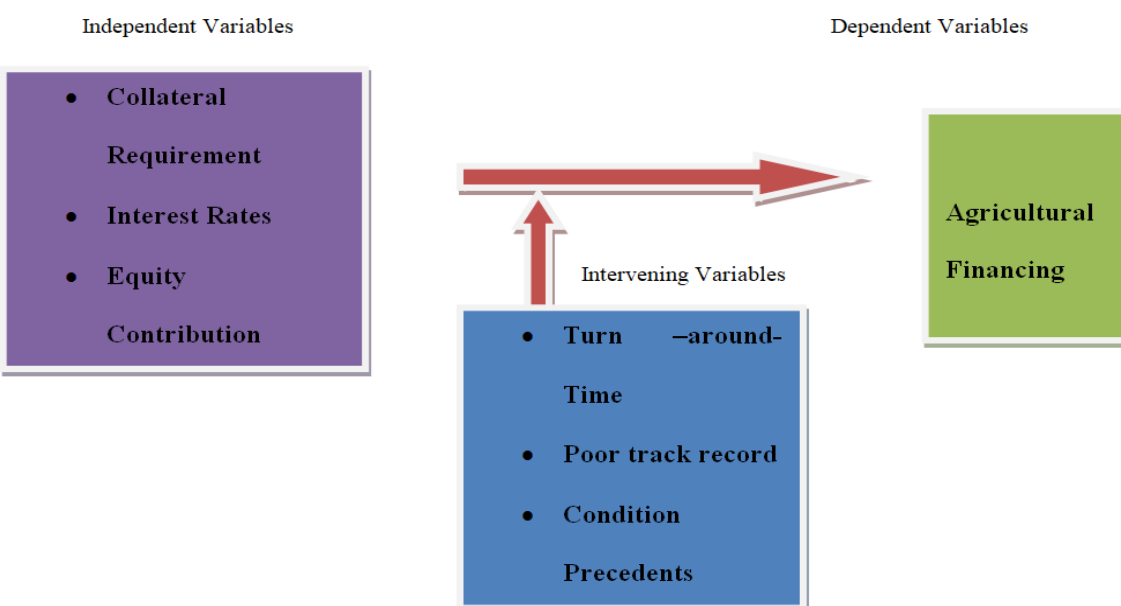 Independent Variables
Dependent Variables
• Collateral
Requirement
• Interest Rates
• Equity
Contribution
Agricultural
Financing
Intervening Variables
• Turn –around-
Time
• Poor track record
• Condition
Precedents